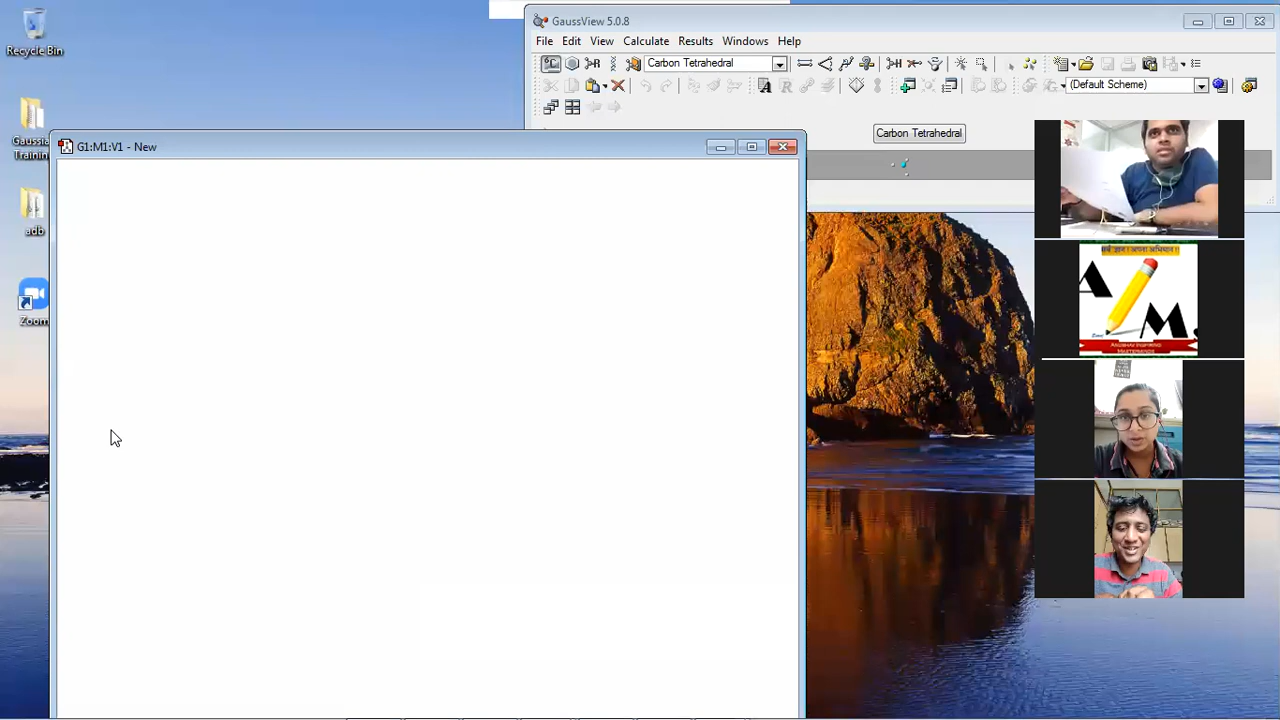 GaussView 5.0.8
File Edit View Calculate Results Windows Help
Carbon Tetrahedral
(Default Scheme)
Carbon Tetrahedral
G1:M1:V1 - New
Recycle Bin
Gaussia
Training
adb
Zoom
A
M.